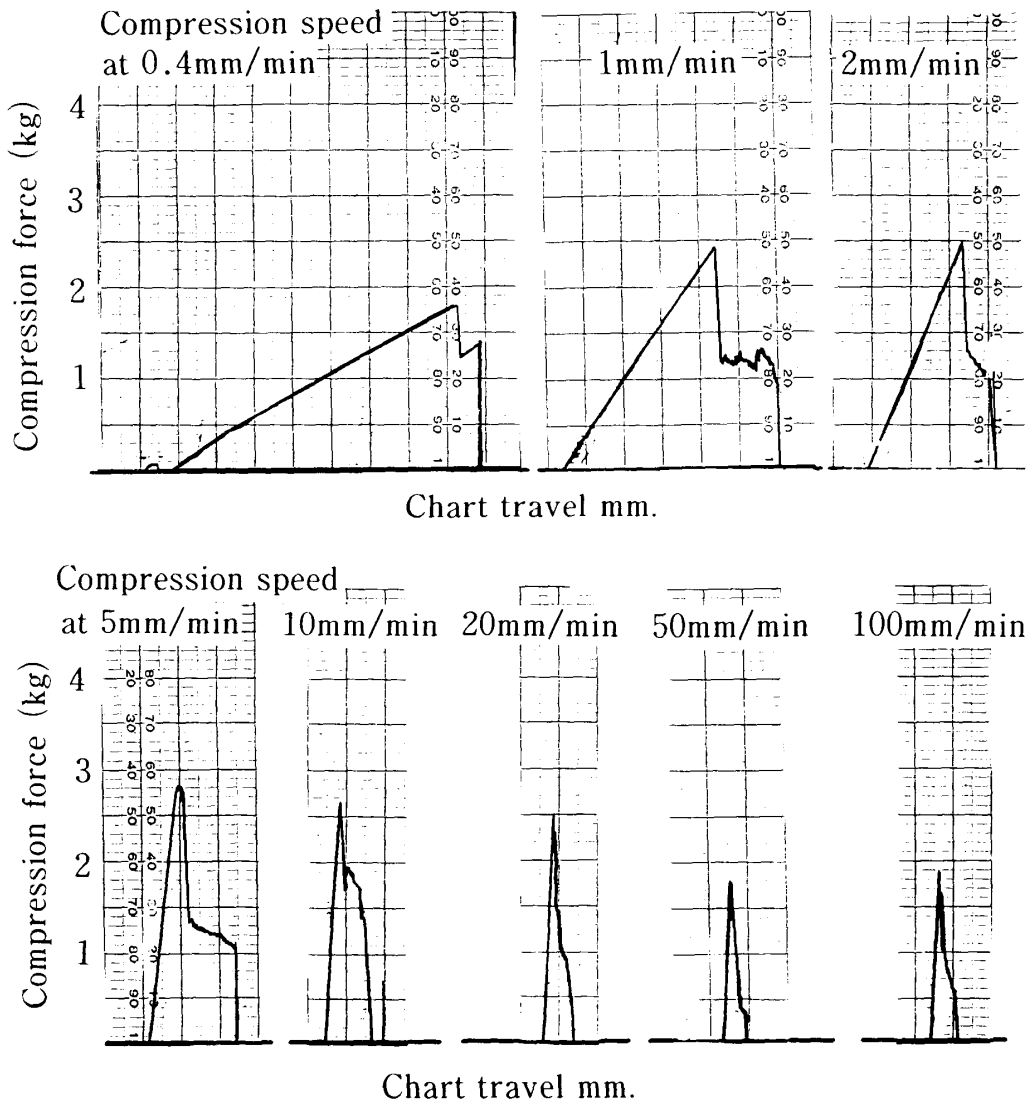 Compression speed
at 0.4mm/min
1mm/min
2mm/min
Compression force (kg)
4
3
2
1
Chart travel mm.
Compression speed
at 5mm/min
10mm/min
20mm/min
50mm/min
100mm/min
Compression force (kg)
4
3
2
1
Chart travel mm.